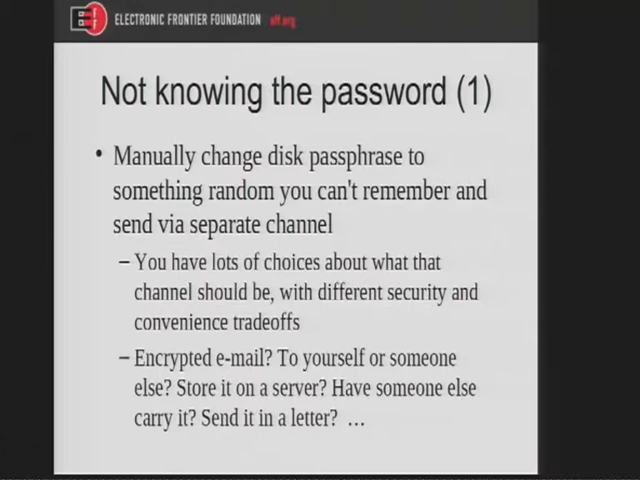 ELECTRONIC FRONTIER FOUNDATION eff.org
Not knowing the password (1)
• Manually change disk passphrase to
something random you can't remember and
send via separate channel
– You have lots of choices about what that
channel should be, with different security and
convenience tradeoffs
– Encrypted e-mail? To yourself or someone
else? Store it on a server? Have someone else
carry it? Send it in a letter? …